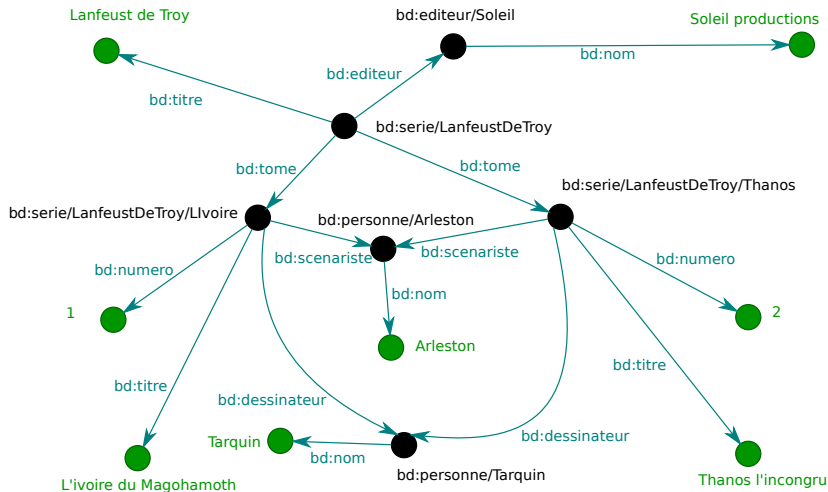 Lanfeust de Troy
bd:editeur/Soleil
Soleil productions
bd:nom
bd:editeur
bd:titre
bd:serie/LanfeustDeTroy
bd:tome
bd:tome
bd:serie/LanfeustDeTroy/Thanos
bd:serie/LanfeustDeTroy/LIvoire
bd:personne/Arleston
bd:scenariste
bd:scenariste
bd:numero
bd:numero
bd:nom
1
2
Arleston
bd:titre
bd:titre
bd:dessinateur
bd:dessinateur
Tarquin
bd:nom
bd:personne/Tarquin
L'ivoire du Magohamoth
Thanos l'incongru